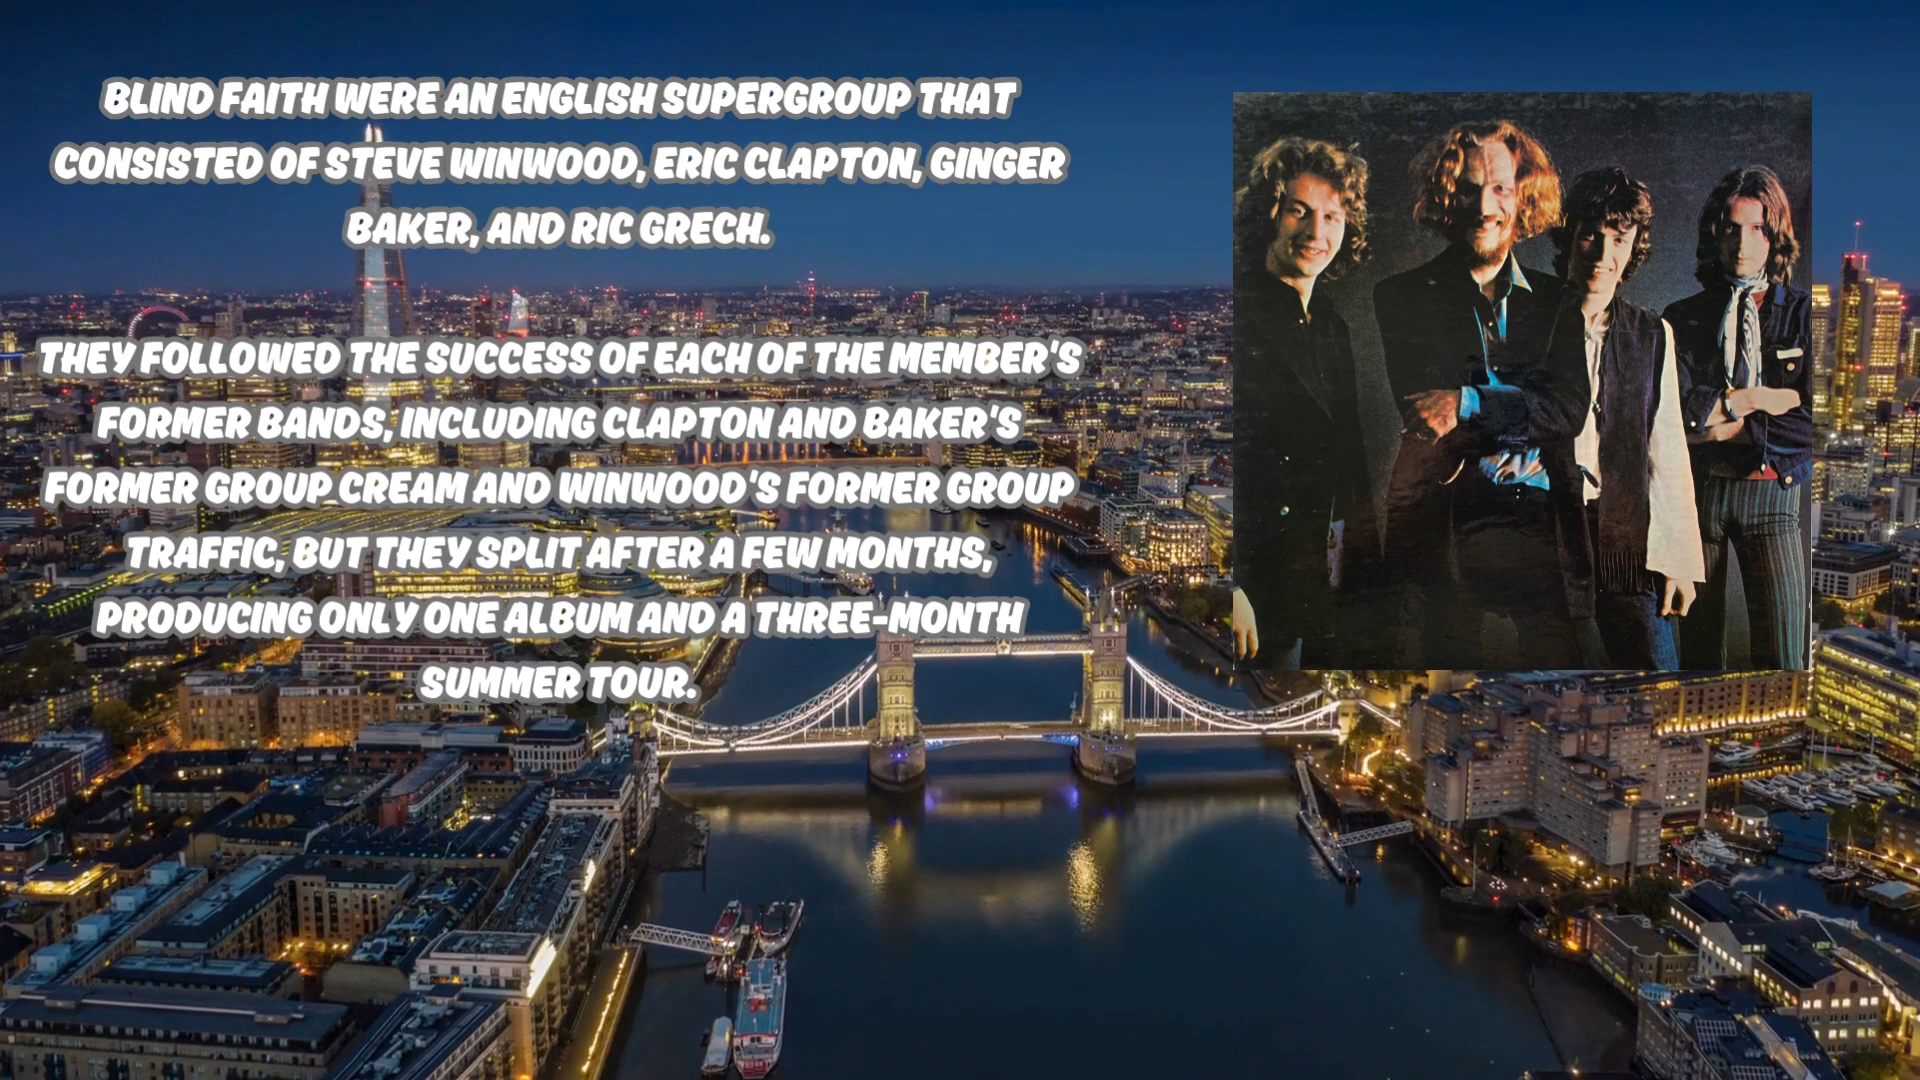 BLIND FAITH WERE AN ENGLISH SUPERGROUP THAT
CONSISTED OF STEVE WINWOOD, ERIC CLAPTON, GINGER
BAKER, AND RIC GRECH.
THEY FOLLOWED THE SUCCESS OF EACH OF THE MEMBER'S
FORMER BANDS, INCLUDING CLAPTON AND BAKER'S
FORMER GROUP CREAM AND WINWOOD'S FORMER GROUP
TRAFFIC, BUT THEY SPLIT AFTER A FEW MONTHS,
PRODUCING ONLY ONE ALBUM AND A THREE-MONTH
SUMMER TOUR.